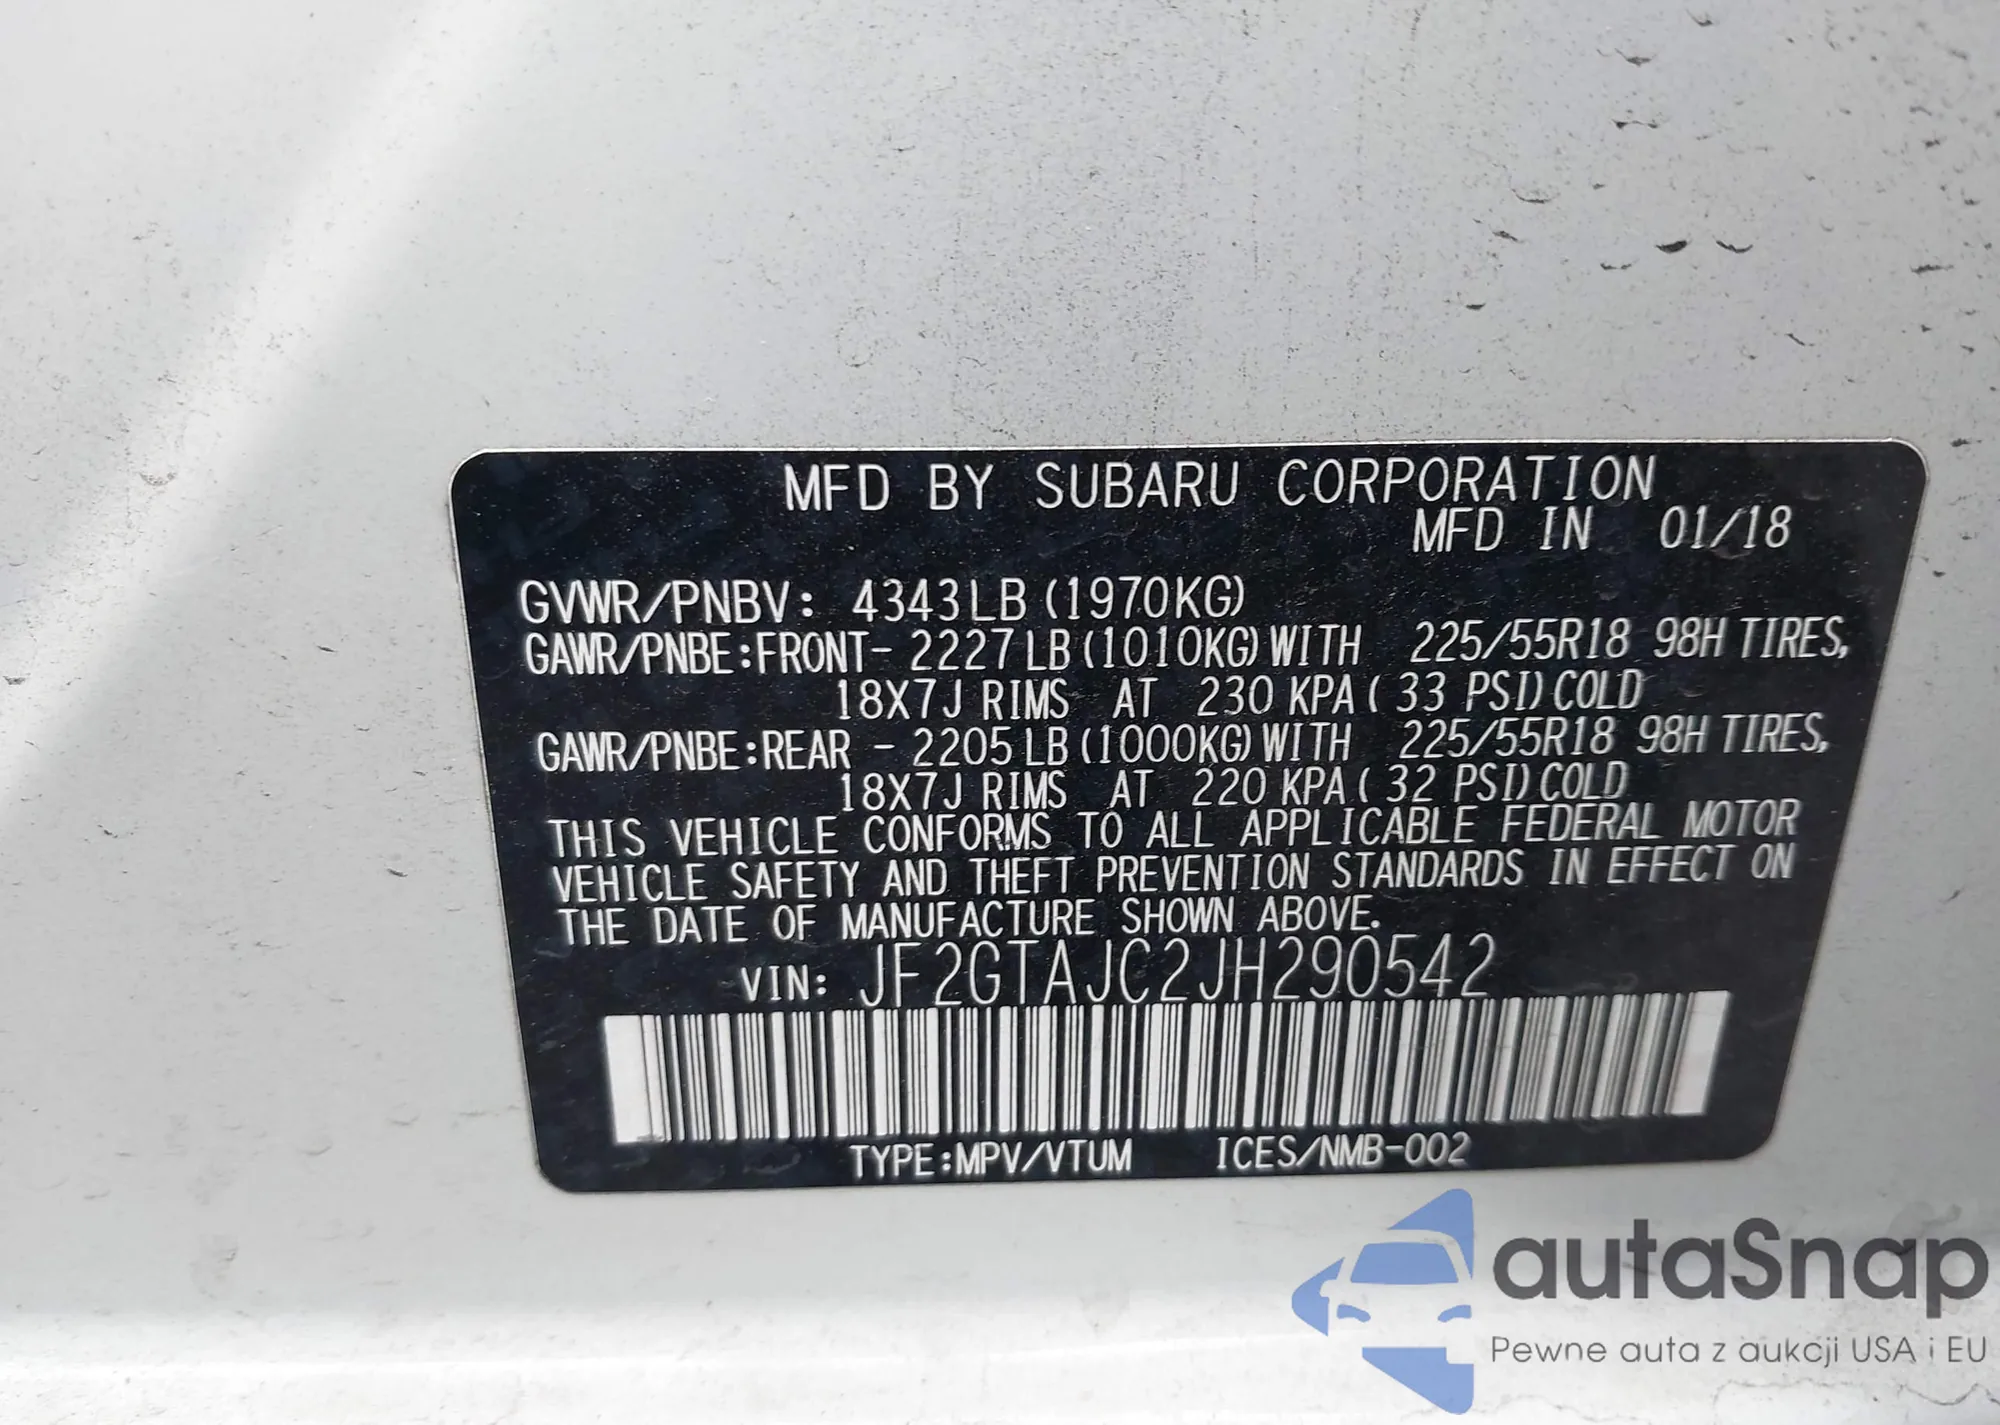 MFD BY SUBARU CORPORATION
MFD IN 01/18
GVWR/PNBV: 4343LB (1970KG)
GAWR/PNBE:FRONT- 2227LB (1010KG) WITH 225/55R18 98H TIRES,
18X7J RIMS AT 230 KPA ( 33 PSI) COLD
GAWR/PNBE:REAR - 2205LB (1000KG) WITH 225/55R18 98H TIRES,
18X7J RIMS AT 220 KPA ( 32 PSI) COLD
THIS VEHICLE CONFORMS TO ALL APPLICABLE FEDERAL MOTOR
VEHICLE SAFETY AND THEFT PREVENTION STANDARDS IN EFFECT ON
THE DATE OF MANUFACTURE SHOWN ABOVE.
VIN: JF2GTAJC2JH290542
TYPE:MPV/VTUM ICES/NMB-002
autaSnap
Pewne auta z aukcji USA i EU